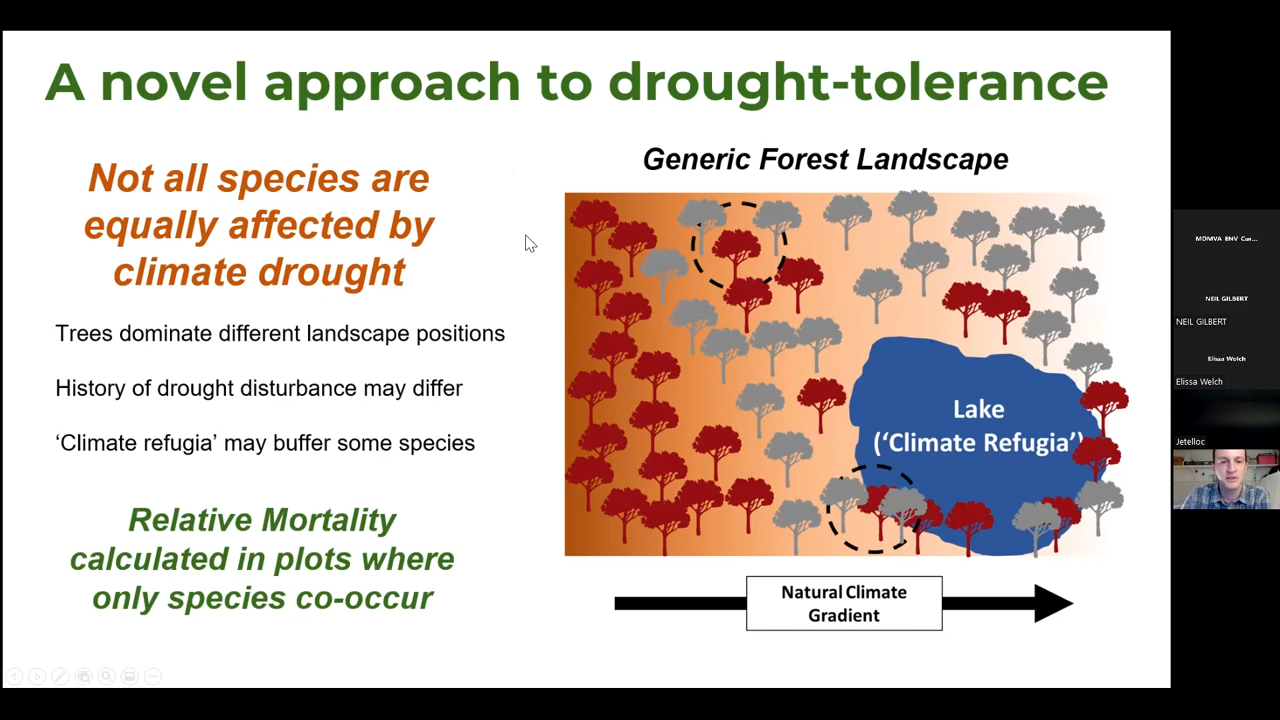 A novel approach to drought-tolerance
Not all species are
equally affected by
climate drought
Trees dominate different landscape positions
History of drought disturbance may differ
‘Climate refugia’ may buffer some species
Relative Mortality
calculated in plots where
only species co-occur
Generic Forest Landscape
Lake
(‘Climate Refugia’)
Natural Climate
Gradient
MDMVA ENV Cur...
NEIL GILBERT
NEIL GILBERT
Elissa Welch
Elissa Welch
Jetelloc